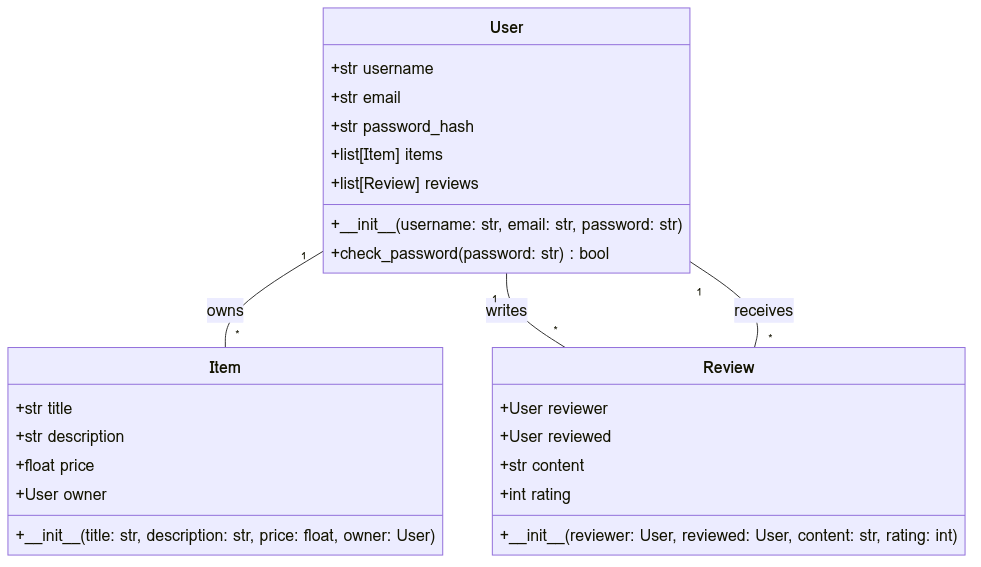 User
+str username
+str email
+str password_hash
+list[Item] items
+list[Review] reviews
+__init__(username: str, email: str, password: str)
+check_password(password: str) : bool
1
owns
*
1
writes
*
1
receives
*
Item
+str title
+str description
+float price
+User owner
+__init__(title: str, description: str, price: float, owner: User)
Review
+User reviewer
+User reviewed
+str content
+int rating
+__init__(reviewer: User, reviewed: User, content: str, rating: int)